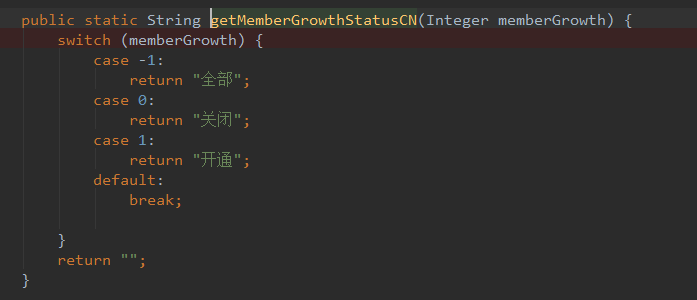 public static String getMemberGrowthStatusCN(Integer memberGrowth) {
    switch (memberGrowth) {
        case -1:
            return "全部";
        case 0:
            return "关闭";
        case 1:
            return "开通";
        default:
            break;
    }
    return "";
}